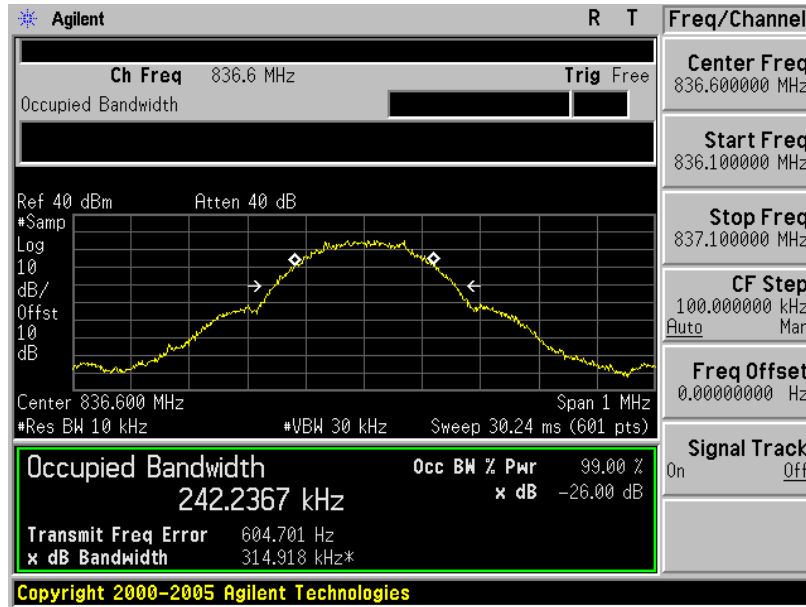 Agilent R T
Freq/Channel
Ch Freq 836.6 MHz Trig Free
Occupied Bandwidth
Center Freq
836.600000 MHz
Start Freq
836.100000 MHz
Stop Freq
837.100000 MHz
CF Step
100.000000 kHz
Auto Man
Freq Offset
0.00000000 Hz
Signal Track
On Off
Ref 40 dBm Atten 40 dB
#Samp
Log
10
dB/
Offst
10
dB
Center 836.600 MHz Span 1 MHz
#Res BW 10 kHz #VBW 30 kHz Sweep 30.24 ms (601 pts)
Occupied Bandwidth Occ BW % Pwr 99.00 %
242.2367 kHz x dB -26.00 dB
Transmit Freq Error 604.701 Hz
x dB Bandwidth 314.918 kHz*
Copyright 2000-2005 Agilent Technologies